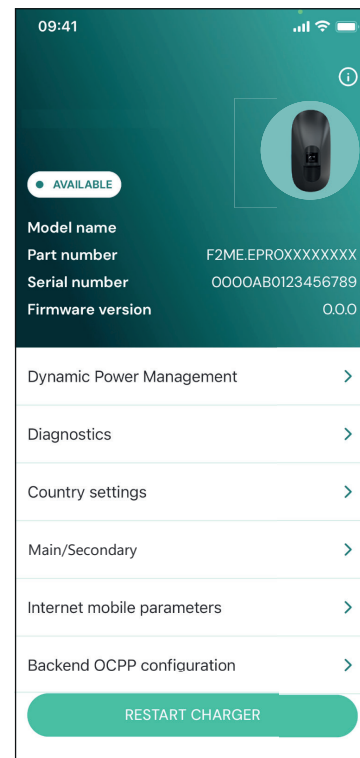 09:41
AVAILABLE
Model name
Part number F2ME.EPROXXXXXXXX
Serial number 0000AB0123456789
Firmware version 0.0.0
Dynamic Power Management
Diagnostics
Country settings
Main/Secondary
Internet mobile parameters
Backend OCPP configuration
RESTART CHARGER